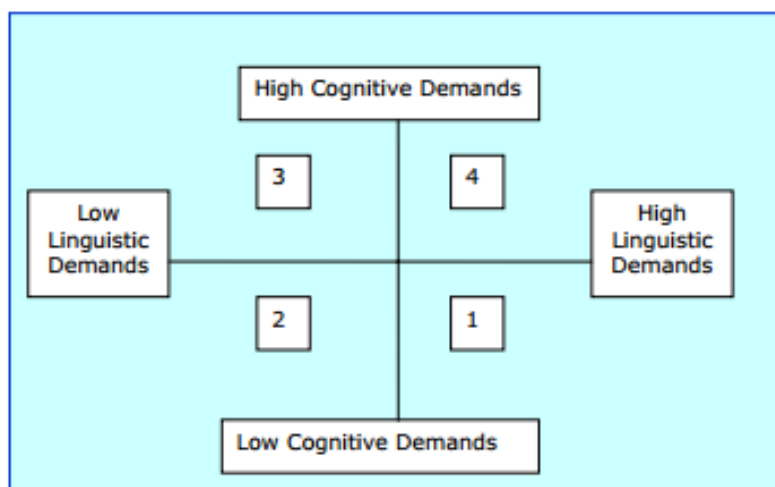 High Cognitive Demands
3
4
Low
Linguistic
Demands
High
Linguistic
Demands
2
1
Low Cognitive Demands